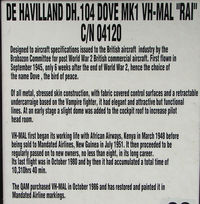 DE HAVILLAND DH.104 DOVE MK1 VH-MAL "RAI"
C/N 04120
Designed to aircraft specifications issued to the British aircraft industry by the
Brabazon Committee for post World War 2 British commercial aircraft. First flown in
September 1945, only 6 weeks after the end of World War 2, hence the choice of
the name Dove, the bird of peace.
Of all metal, stressed skin construction, with fabric covered control surfaces and a retractable
undercarriage based on the Vampire fighter, it had elegant and attractive but functional
lines. At an early stage a slight dome was added to the cockpit roof to increase pilot
head room.
VH-MAL first began its working life with African Airways, Kenya in March 1948 before
being sold to Mandated Airlines, New Guinea in July 1951. It then proceeded to be
regularly passed on to new owners, no less than eight, in its long career.
Its last flight was in October 1980 and by then it had accumulated a total time of
10,310hrs 40 min.
The QAM purchased VH-MAL in October 1986 and has restored and painted it in
Mandated Airline markings.